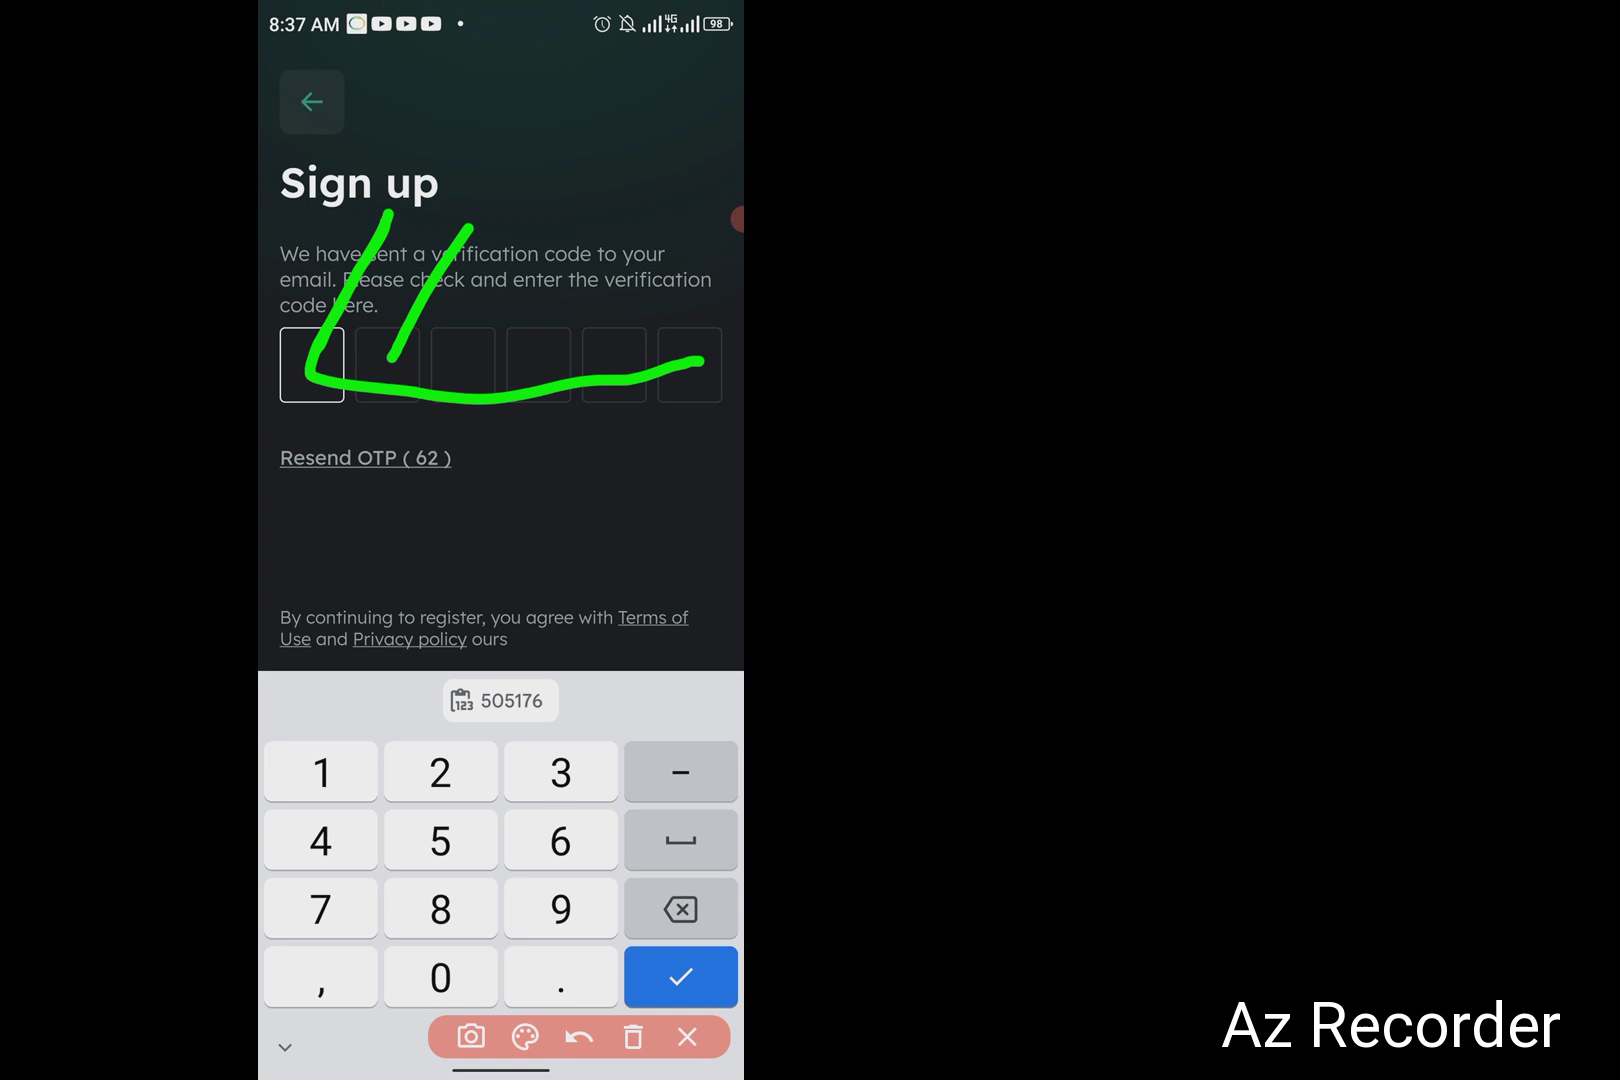 8:37 AM
4G
98
Sign up
We have sent a verification code to your
email. Please check and enter the verification
code here.
Resend OTP ( 62 )
By continuing to register, you agree with Terms of
Use and Privacy policy ours
123 505176
1 2 3 -
4 5 6
7 8 9
, 0 .
Az Recorder